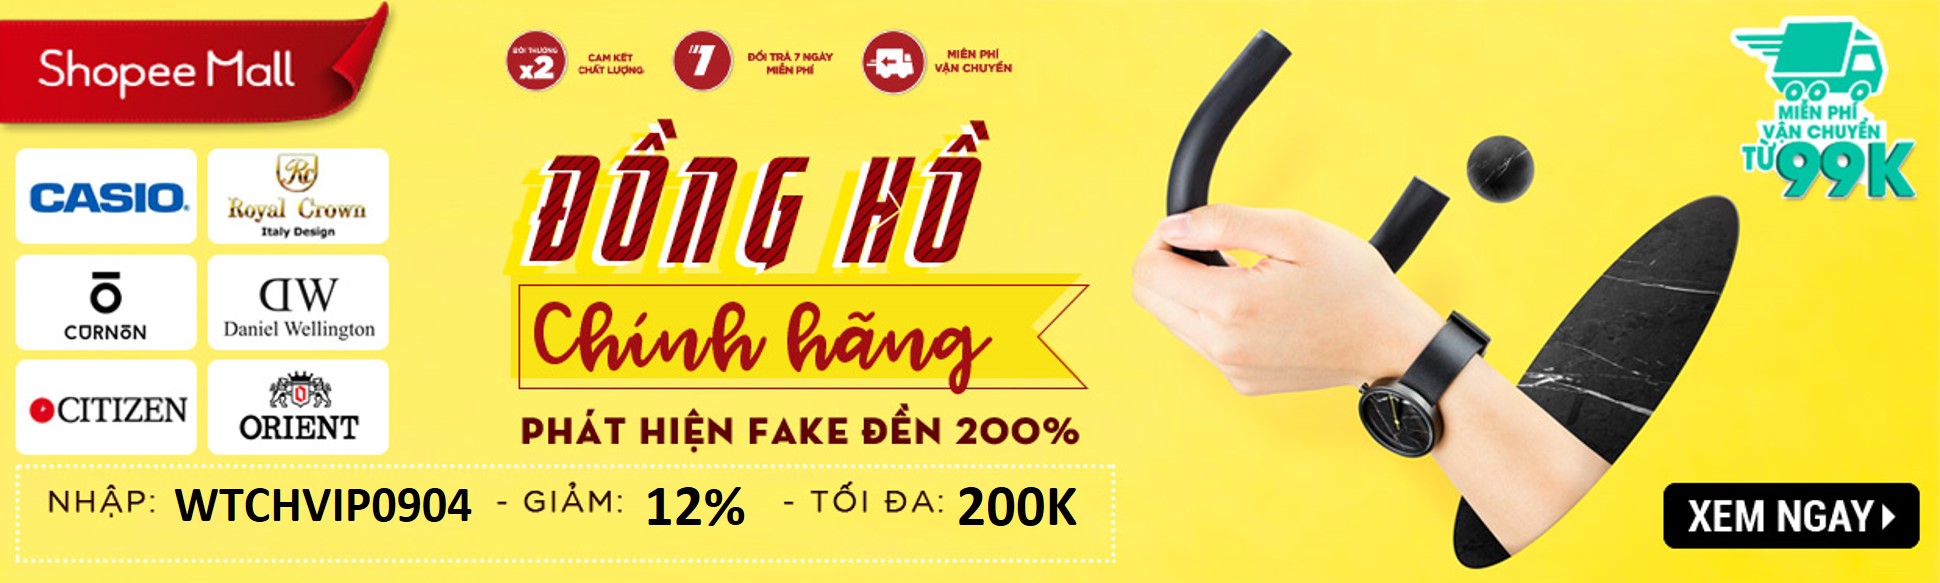 Shopee Mall
BỒI THƯỜNG
x2
CAM KẾT
CHẤT LƯỢNG
7
ĐỔI TRẢ 7 NGÀY
MIỄN PHÍ
MIỄN PHÍ
VẬN CHUYỂN
MIỄN PHÍ
VẬN CHUYỂN
TỪ 99K
CASIO
Rc
Royal Crown
Italy Design
CURNŌN
DW
Daniel Wellington
CITIZEN
ORIENT
ĐỒNG HỒ
Chính hãng
PHÁT HIỆN FAKE ĐỀN 200%
NHẬP: WTCHVIP0904 - GIẢM: 12% - TỐI ĐA: 200K
XEM NGAY